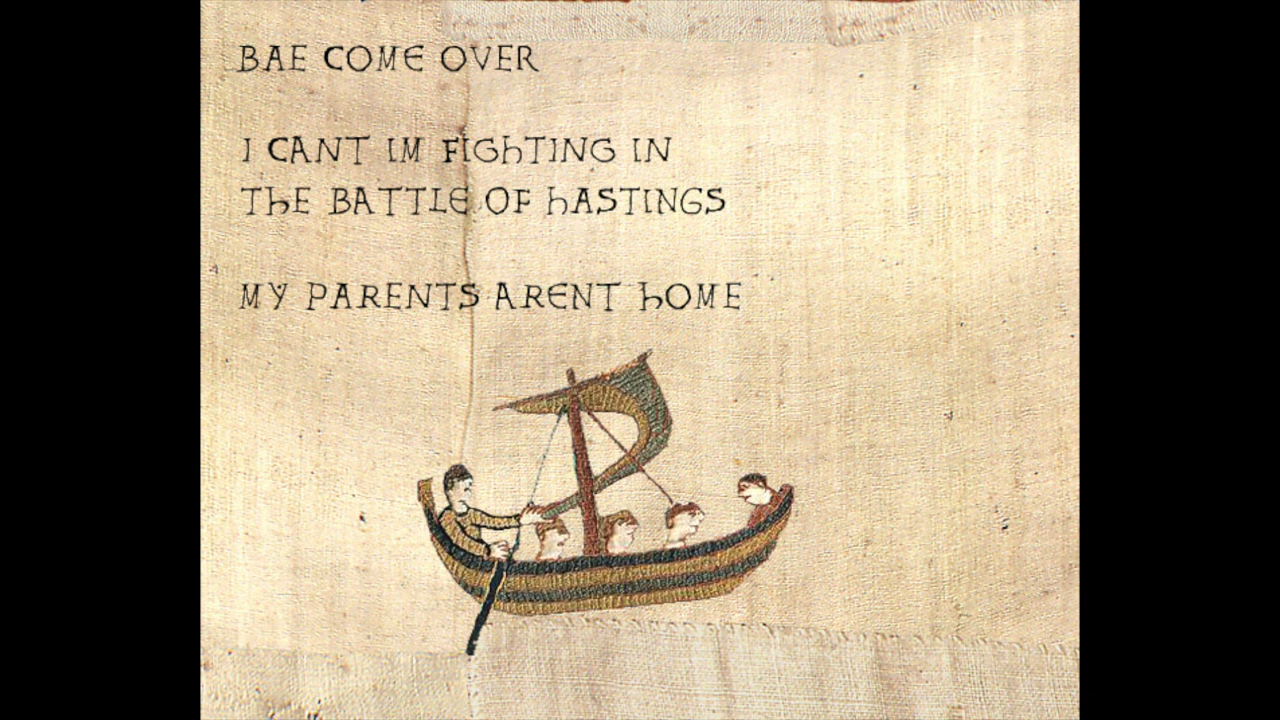 BAE COME OVER
I CANT IM FIGHTING IN
THE BATTLE OF HASTINGS
MY PARENTS ARENT HOME